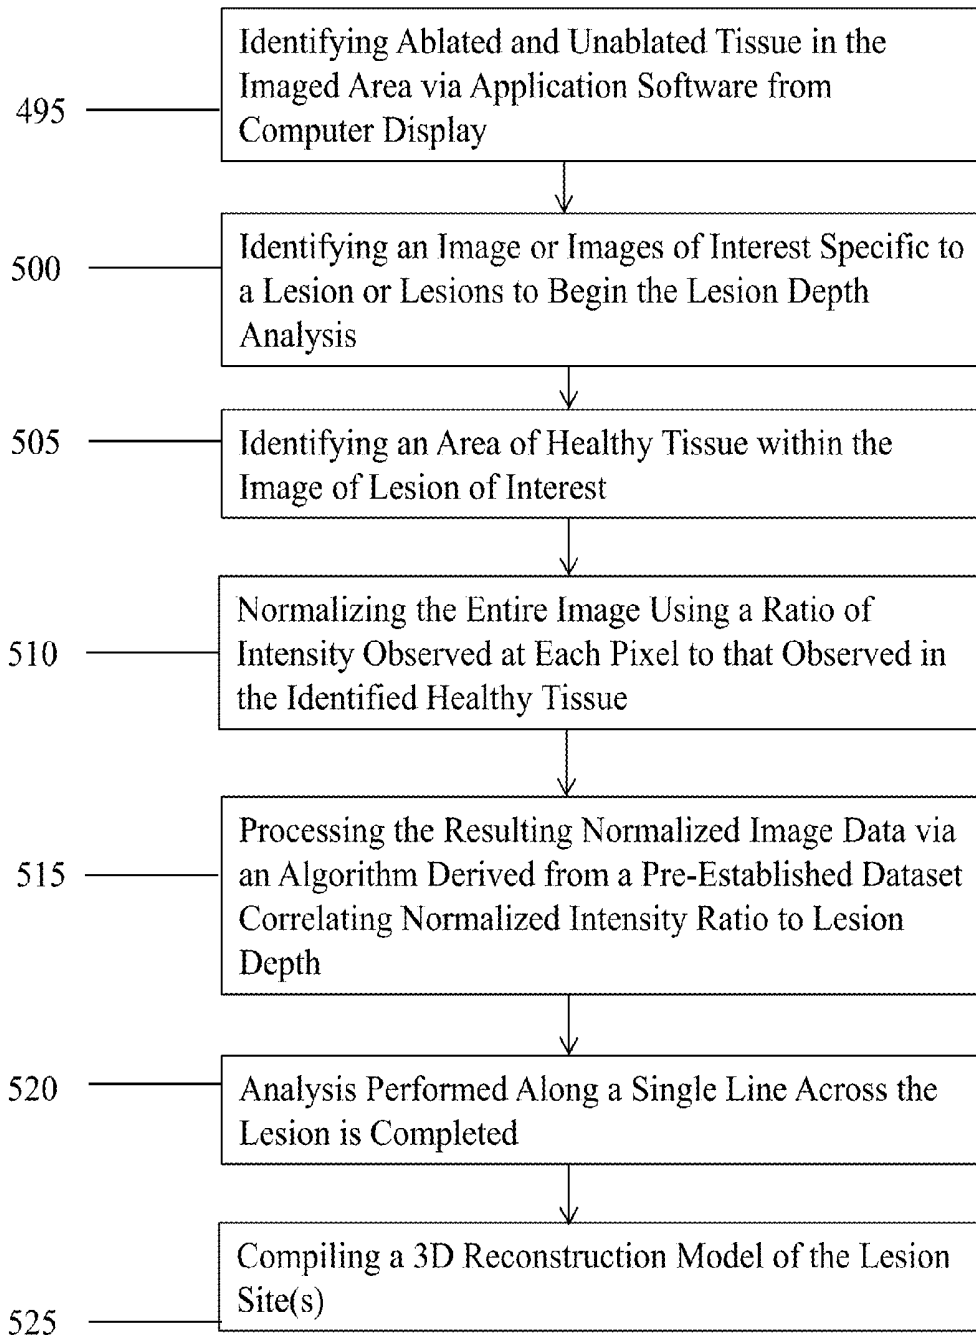 495
Identifying Ablated and Unablated Tissue in the
Imaged Area via Application Software from
Computer Display
500
Identifying an Image or Images of Interest Specific to
a Lesion or Lesions to Begin the Lesion Depth
Analysis
505
Identifying an Area of Healthy Tissue within the
Image of Lesion of Interest
510
Normalizing the Entire Image Using a Ratio of
Intensity Observed at Each Pixel to that Observed in
the Identified Healthy Tissue
515
Processing the Resulting Normalized Image Data via
an Algorithm Derived from a Pre-Established Dataset
Correlating Normalized Intensity Ratio to Lesion
Depth
520
Analysis Performed Along a Single Line Across the
Lesion is Completed
525
Compiling a 3D Reconstruction Model of the Lesion
Site(s)